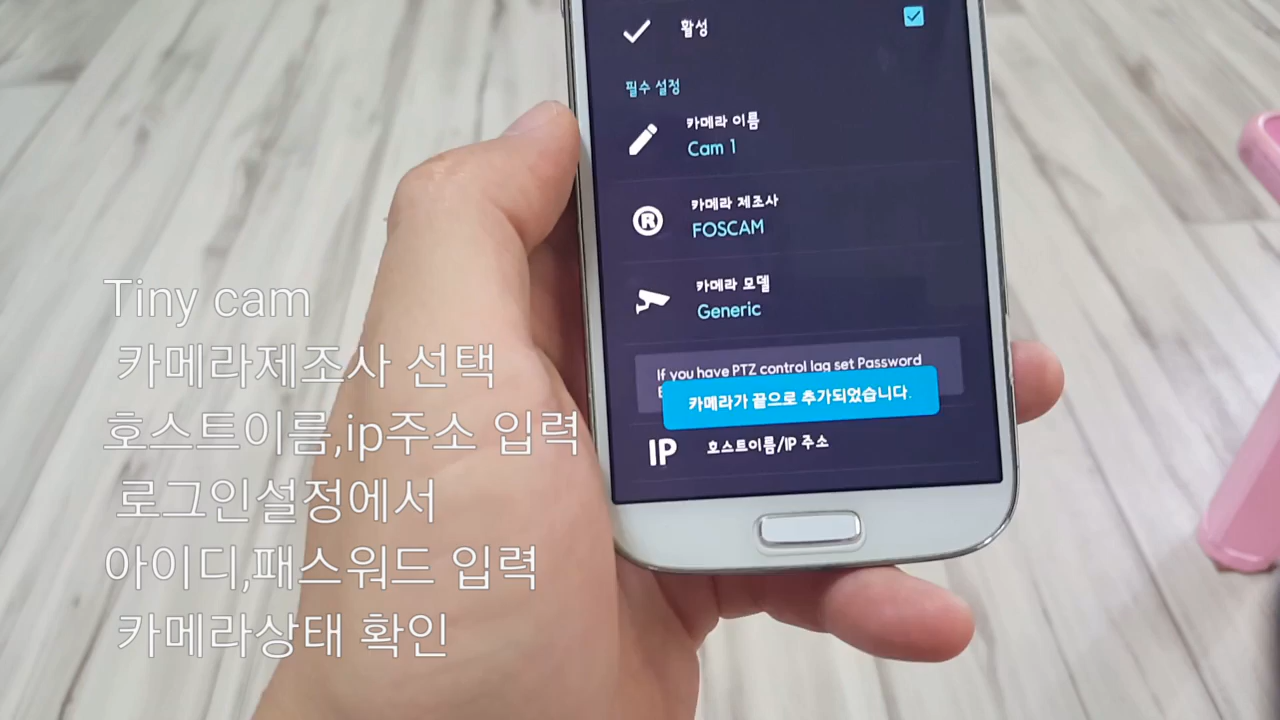 활성
필수 설정
카메라 이름
Cam 1
카메라 제조사
FOSCAM
카메라 모델
Generic
If you have PTZ control lag set Password
카메라가 끝으로 추가되었습니다.
IP 호스트이름/IP 주소
Tiny cam
카메라제조사 선택
호스트이름,ip주소 입력
로그인설정에서
아이디,패스워드 입력
카메라상태 확인